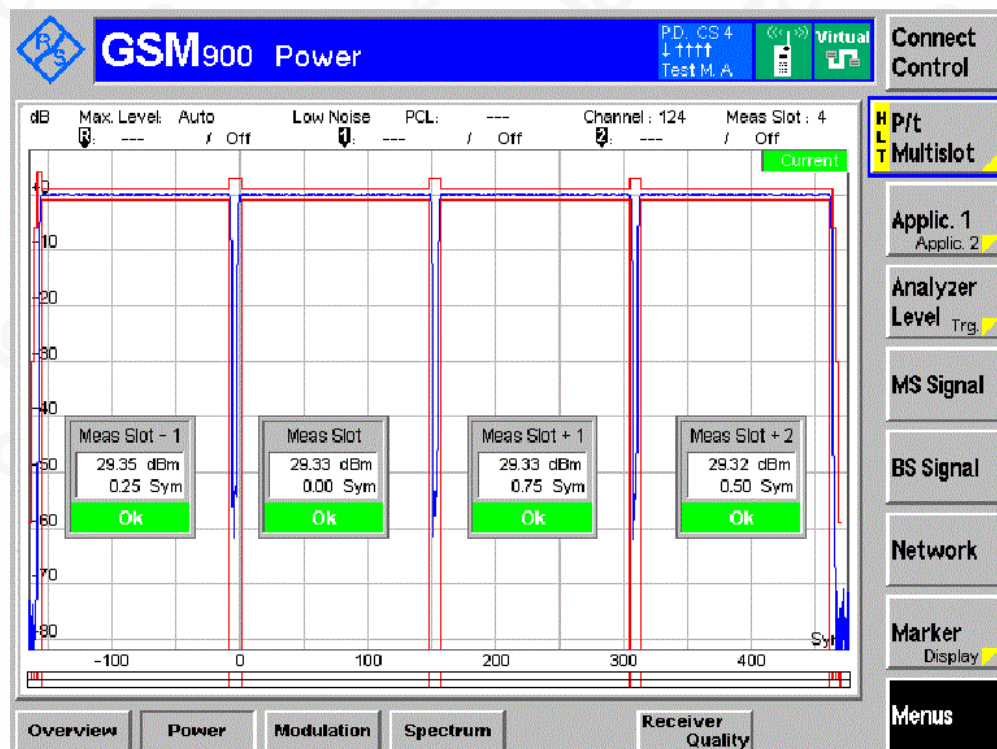 R/S
GSM900 Power
P.D. CS 4
↓ ↑↑↑↑
Test M. A
Virtual
Connect Control
dB Max. Level: Auto Low Noise PCL: --- Channel : 124 Meas Slot : 4
R: --- / Off 1: --- / Off 2: --- / Off
Current
HLT
P/t Multislot
Applic. 1
Applic. 2
Analyzer Level Trg.
MS Signal
BS Signal
Network
Marker
Display
Menus
-10
-20
-30
-40
-50
-60
-70
-80
Meas Slot - 1
29.35 dBm
0.25 Sym
Ok
Meas Slot
29.33 dBm
0.00 Sym
Ok
Meas Slot + 1
29.33 dBm
0.75 Sym
Ok
Meas Slot + 2
29.32 dBm
0.50 Sym
Ok
-100 0 100 200 300 400
Overview Power Modulation Spectrum Receiver Quality